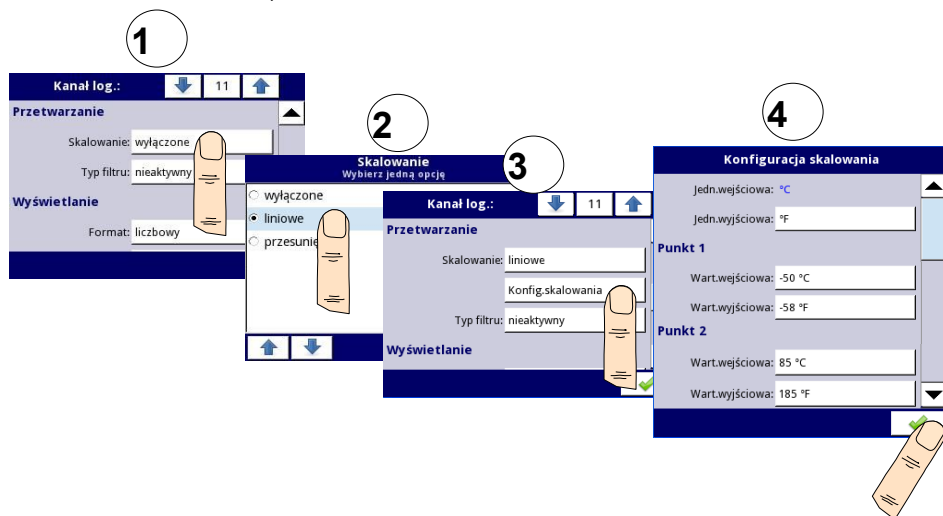 1
Kanał log.:
11
Przetwarzanie
Skalowanie: wyłączone
Typ filtru: nieaktywny
Wyświetlanie
Format: liczbowy
2
Skalowanie
Wybierz jedną opcję
wyłączone
liniowe
3
Kanał log.:
11
Przetwarzanie
Skalowanie: liniowe
Konfig.skalowania
Typ filtru: nieaktywny
Wyświetlanie
4
Konfiguracja skalowania
Jedn.wejściowa: °C
Jedn.wyjściowa: °F
Punkt 1
Wart.wejściowa: -50 °C
Wart.wyjściowa: -58 °F
Punkt 2
Wart.wejściowa: 85 °C
Wart.wyjściowa: 185 °F